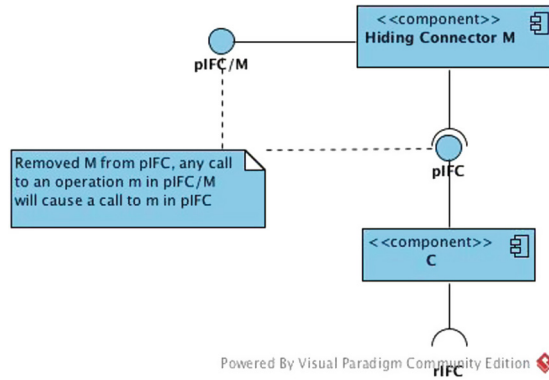 <<component>>
Hiding Connector M
pIFC/M
Removed M from pIFC, any call
to an operation m in pIFC/M
will cause a call to m in pIFC
pIFC
<<component>>
C
Powered By Visual Paradigm Community Edition
rIFC